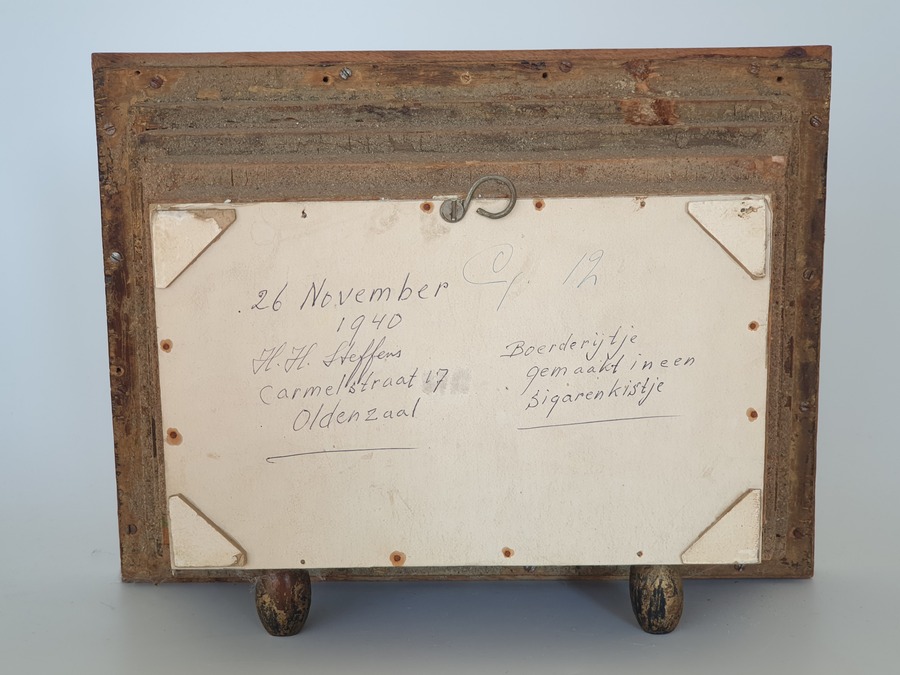 26 November
1940
H. H. Steffens
Carmelstraat 17
Oldenzaal
12
Boerderijtje
gemaakt in een
sigarenkistje